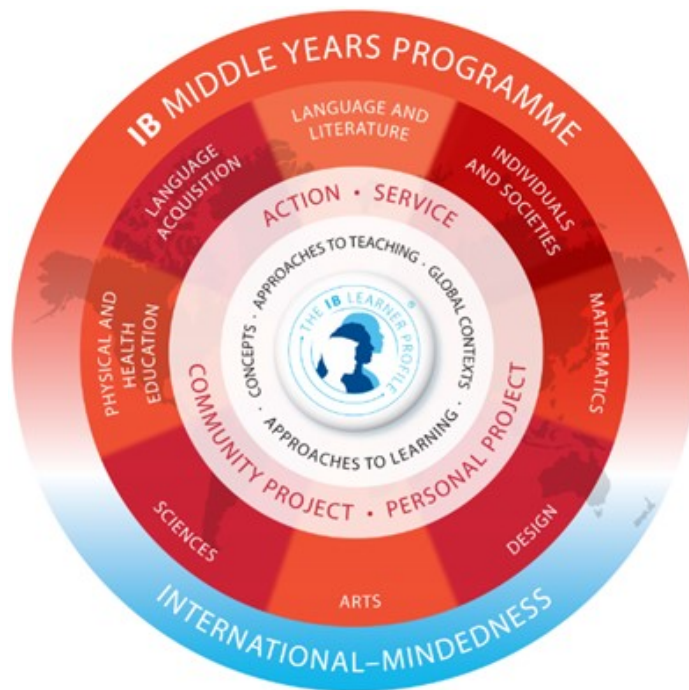 IB MIDDLE YEARS PROGRAMME
LANGUAGE AND
LITERATURE
INDIVIDUALS
AND SOCIETIES
MATHEMATICS
DESIGN
ARTS
SCIENCES
PHYSICAL AND
HEALTH
EDUCATION
LANGUAGE
ACQUISITION
ACTION • SERVICE
COMMUNITY PROJECT • PERSONAL PROJECT
APPROACHES TO TEACHING · GLOBAL CONTEXTS ·
APPROACHES TO LEARNING ·
CONCEPTS ·
THE IB LEARNER PROFILE
®
INTERNATIONAL–MINDEDNESS